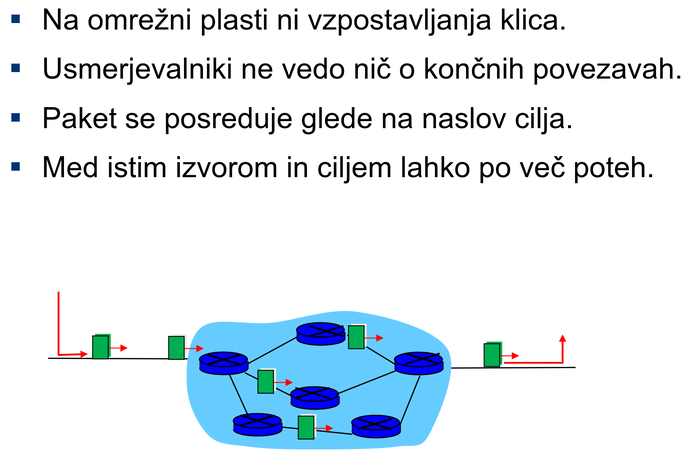 Na omrežni plasti ni vzpostavljanja klica.
Usmerjevalniki ne vedo nič o končnih povezavah.
Paket se posreduje glede na naslov cilja.
Med istim izvorom in ciljem lahko po več poteh.